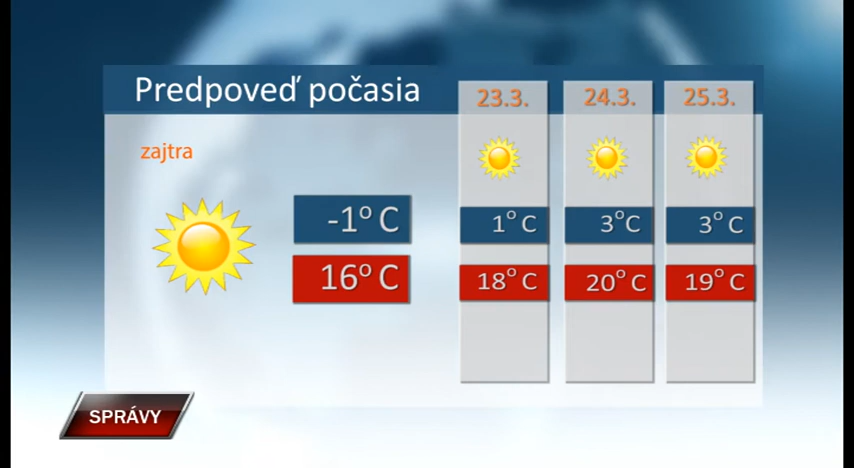 Predpoveď počasia
zajtra
-1° C
16° C
23.3.
1° C
18° C
24.3.
3°C
20° C
25.3.
3° C
19° C
SPRÁVY